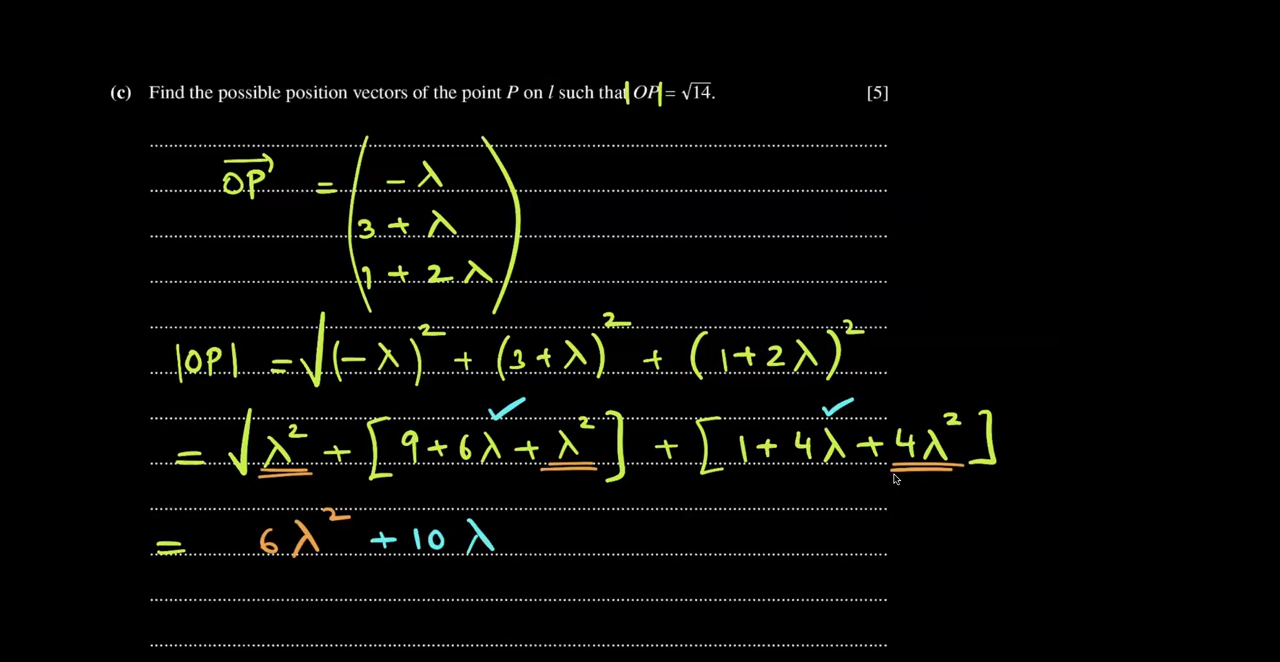 (c) Find the possible position vectors of the point P on l such that |OP| = √14. [5]
→
OP = ( -λ
3 + λ
1 + 2λ )
|OP| = √(-λ)² + (3+λ)² + (1+2λ)²
= √λ² + [9+6λ+λ²] + [1+4λ+4λ²]
= 6λ² + 10λ